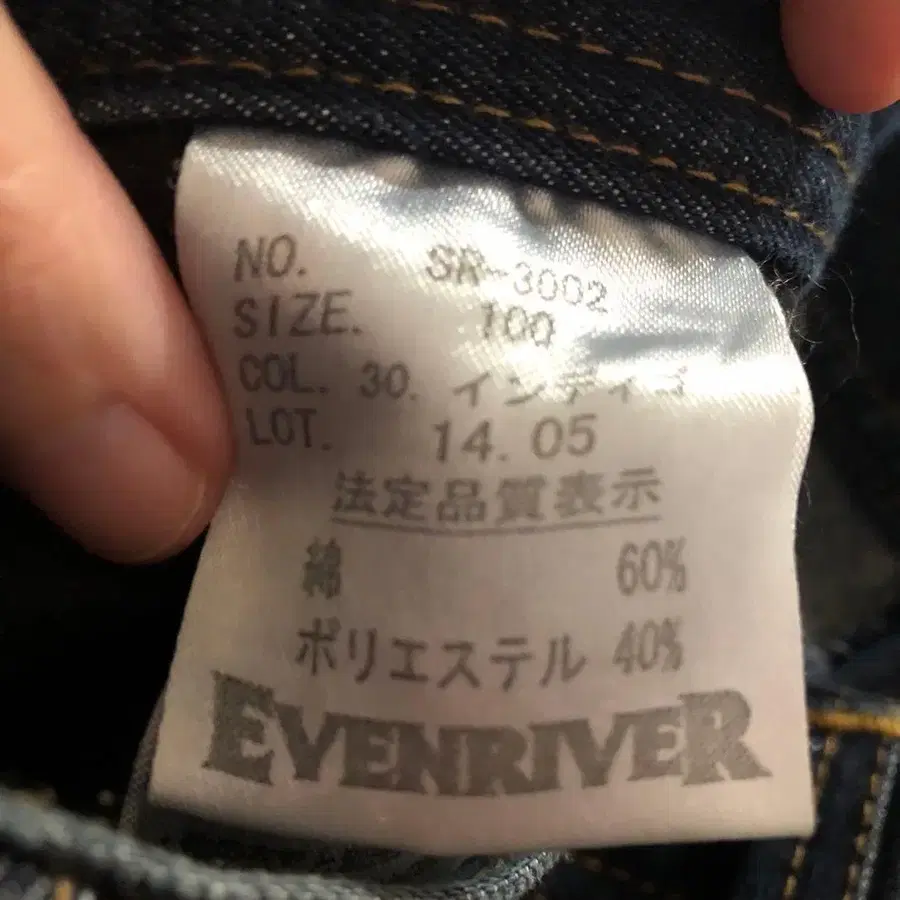 NO. SR-3002
SIZE. 100
COL. 30. インディゴ
LOT. 14.05
法定品質表示
綿 60%
ポリエステル 40%
EVENRIVER